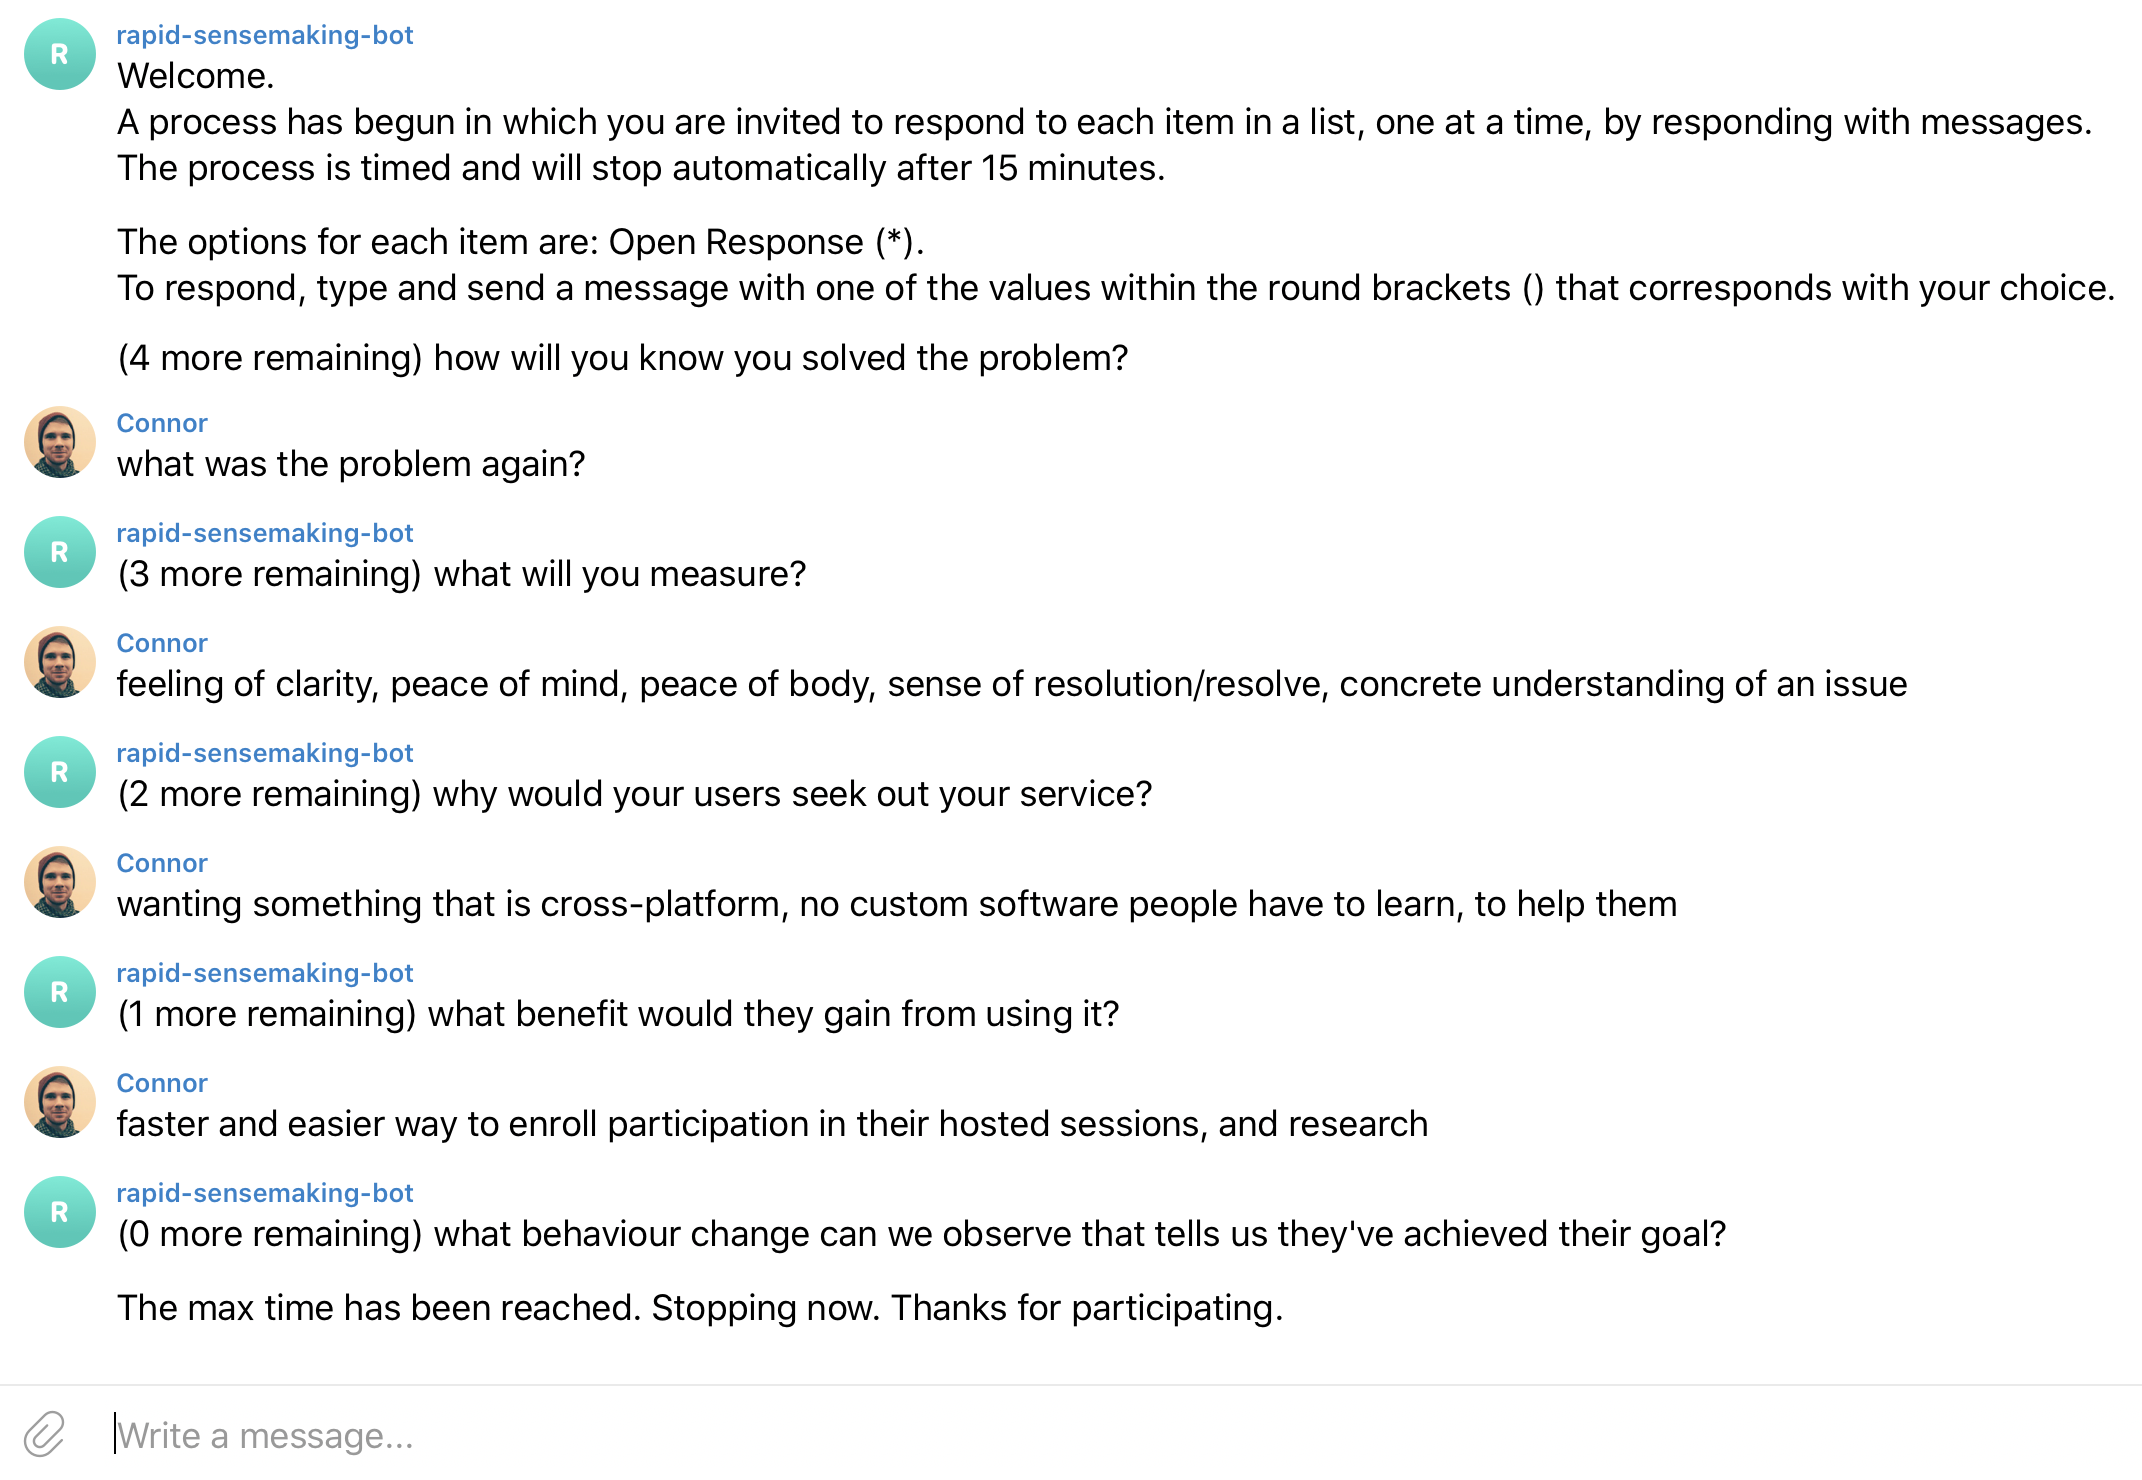 R
rapid-sensemaking-bot
Welcome.
A process has begun in which you are invited to respond to each item in a list, one at a time, by responding with messages.
The process is timed and will stop automatically after 15 minutes.
The options for each item are: Open Response (*).
To respond, type and send a message with one of the values within the round brackets () that corresponds with your choice.
(4 more remaining) how will you know you solved the problem?
Connor
what was the problem again?
R
rapid-sensemaking-bot
(3 more remaining) what will you measure?
Connor
feeling of clarity, peace of mind, peace of body, sense of resolution/resolve, concrete understanding of an issue
R
rapid-sensemaking-bot
(2 more remaining) why would your users seek out your service?
Connor
wanting something that is cross-platform, no custom software people have to learn, to help them
R
rapid-sensemaking-bot
(1 more remaining) what benefit would they gain from using it?
Connor
faster and easier way to enroll participation in their hosted sessions, and research
R
rapid-sensemaking-bot
(0 more remaining) what behaviour change can we observe that tells us they've achieved their goal?
The max time has been reached. Stopping now. Thanks for participating.
Write a message...